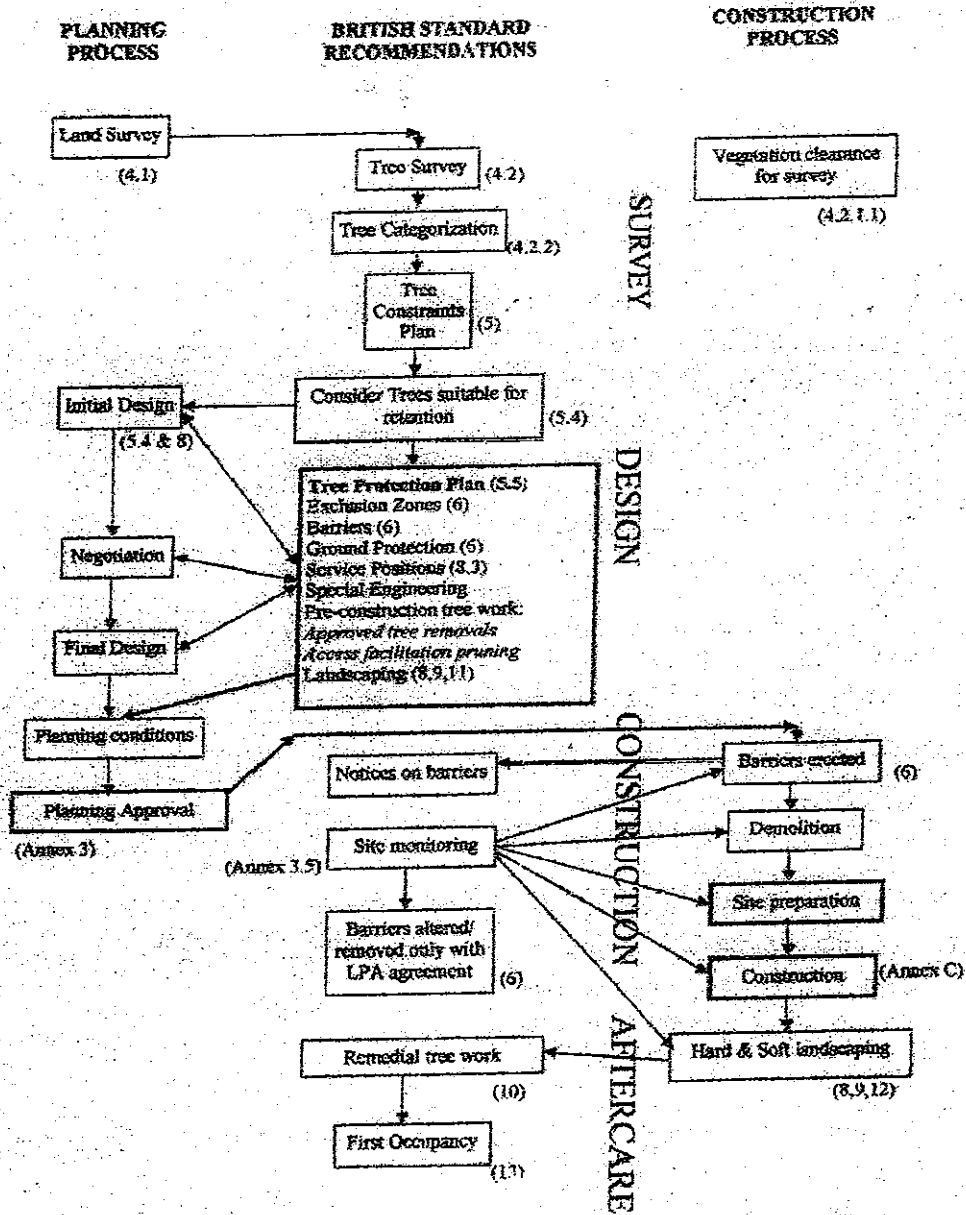 PLANNING
PROCESS
BRITISH STANDARD
RECOMMENDATIONS
CONSTRUCTION
PROCESS
Land Survey
(4.1)
Tree Survey
(4.2)
Vegetation clearance
for survey
(4.2.1.1)
SURVEY
Tree Categorization
(4.2.2)
Tree
Constraints
Plan
(5)
Initial Design
(5.4 & 8)
Consider Trees suitable for
retention
(5.4)
DESIGN
Tree Protection Plan (5.5)
Exclusion Zones (6)
Barriers (6)
Ground Protection (6)
Service Positions (8.3)
Special Engineering
Pre-construction tree work:
Approved tree removals
Access facilitation pruning
Landscaping (8,9,11)
Negotiation
Final Design
Planning conditions
Planning Approval
(Annex 3)
CONSTRUCTION
Notices on barriers
Barriers erected
(6)
Site monitoring
(Annex 3.5)
Demolition
Site preparation
Barriers altered/
removed only with
LPA agreement
(6)
Construction
(Annex C)
AFTERCARE
Remedial tree work
(10)
Hard & Soft landscaping
(8,9,12)
First Occupancy
(13)